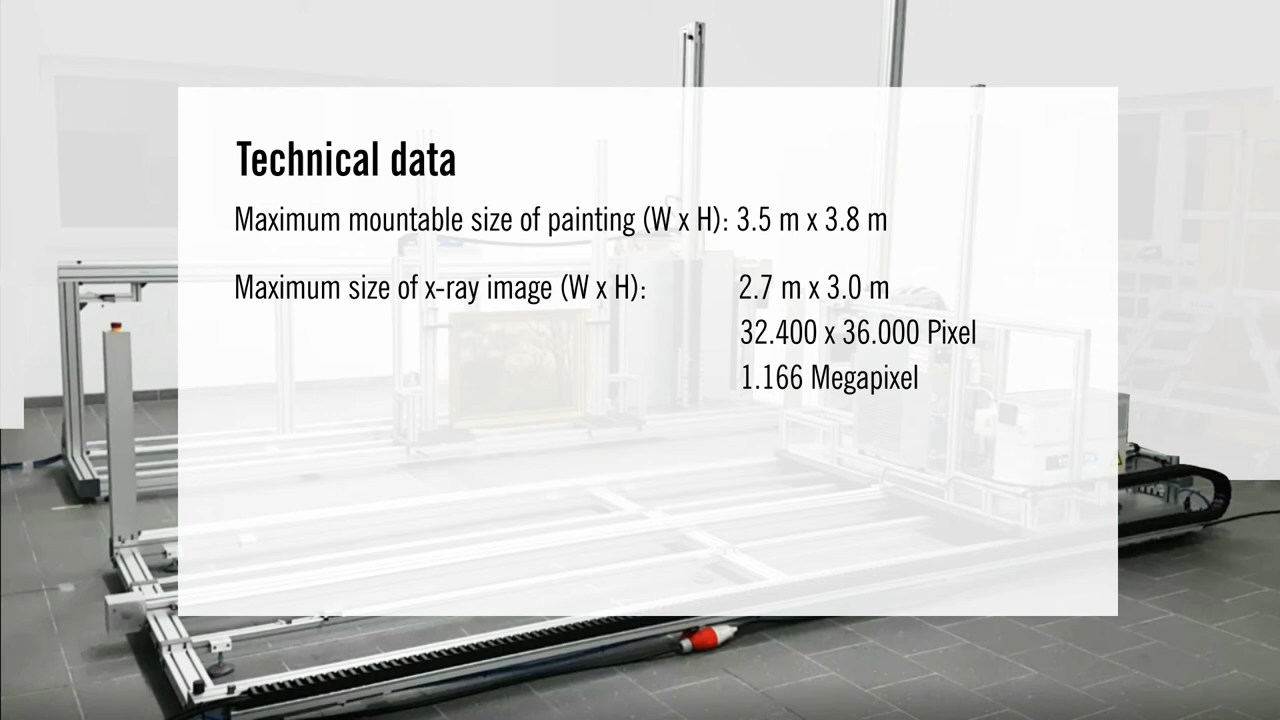 Technical data
Maximum mountable size of painting (W x H): 3.5 m x 3.8 m
Maximum size of x-ray image (W x H): 2.7 m x 3.0 m
32.400 x 36.000 Pixel
1.166 Megapixel